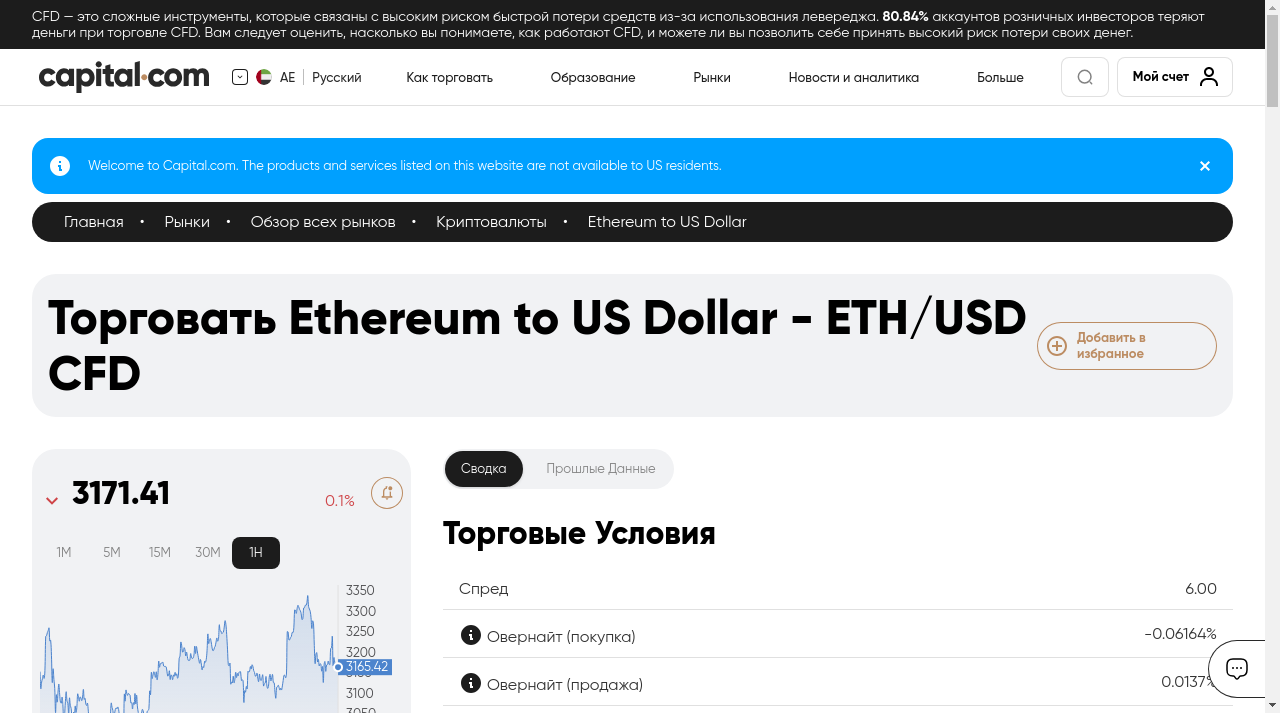 CFD — это сложные инструменты, которые связаны с высоким риском быстрой потери средств из-за использования левереджа. 80.84% аккаунтов розничных инвесторов теряют
деньги при торговле CFD. Вам следует оценить, насколько вы понимаете, как работают CFD, и можете ли вы позволить себе принять высокий риск потери своих денег.
capital.com AE Русский Как торговать Образование Рынки Новости и аналитика Больше Мой счет
Welcome to Capital.com. The products and services listed on this website are not available to US residents.
Главная • Рынки • Обзор всех рынков • Криптовалюты • Ethereum to US Dollar
Торговать Ethereum to US Dollar - ETH/USD
CFD
Добавить в
избранное
3171.41 0.1%
1M 5M 15M 30M 1H
3350
3300
3250
3200
3165.42
3100
Сводка Прошлые Данные
Торговые Условия
Спред 6.00
Овернайт (покупка) -0.06164%
Овернайт (продажа) 0.0137%